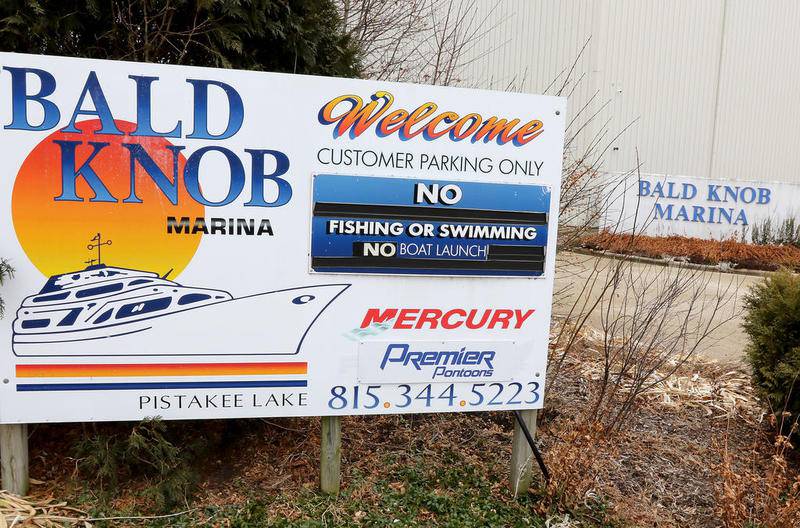 BALD
KNOB
MARINA
PISTAKEE LAKE
Welcome
CUSTOMER PARKING ONLY
NO
FISHING OR SWIMMING
NO BOAT LAUNCH
MERCURY
PREMIER
Pontoons
815.344.5223
BALD KNOB
MARINA